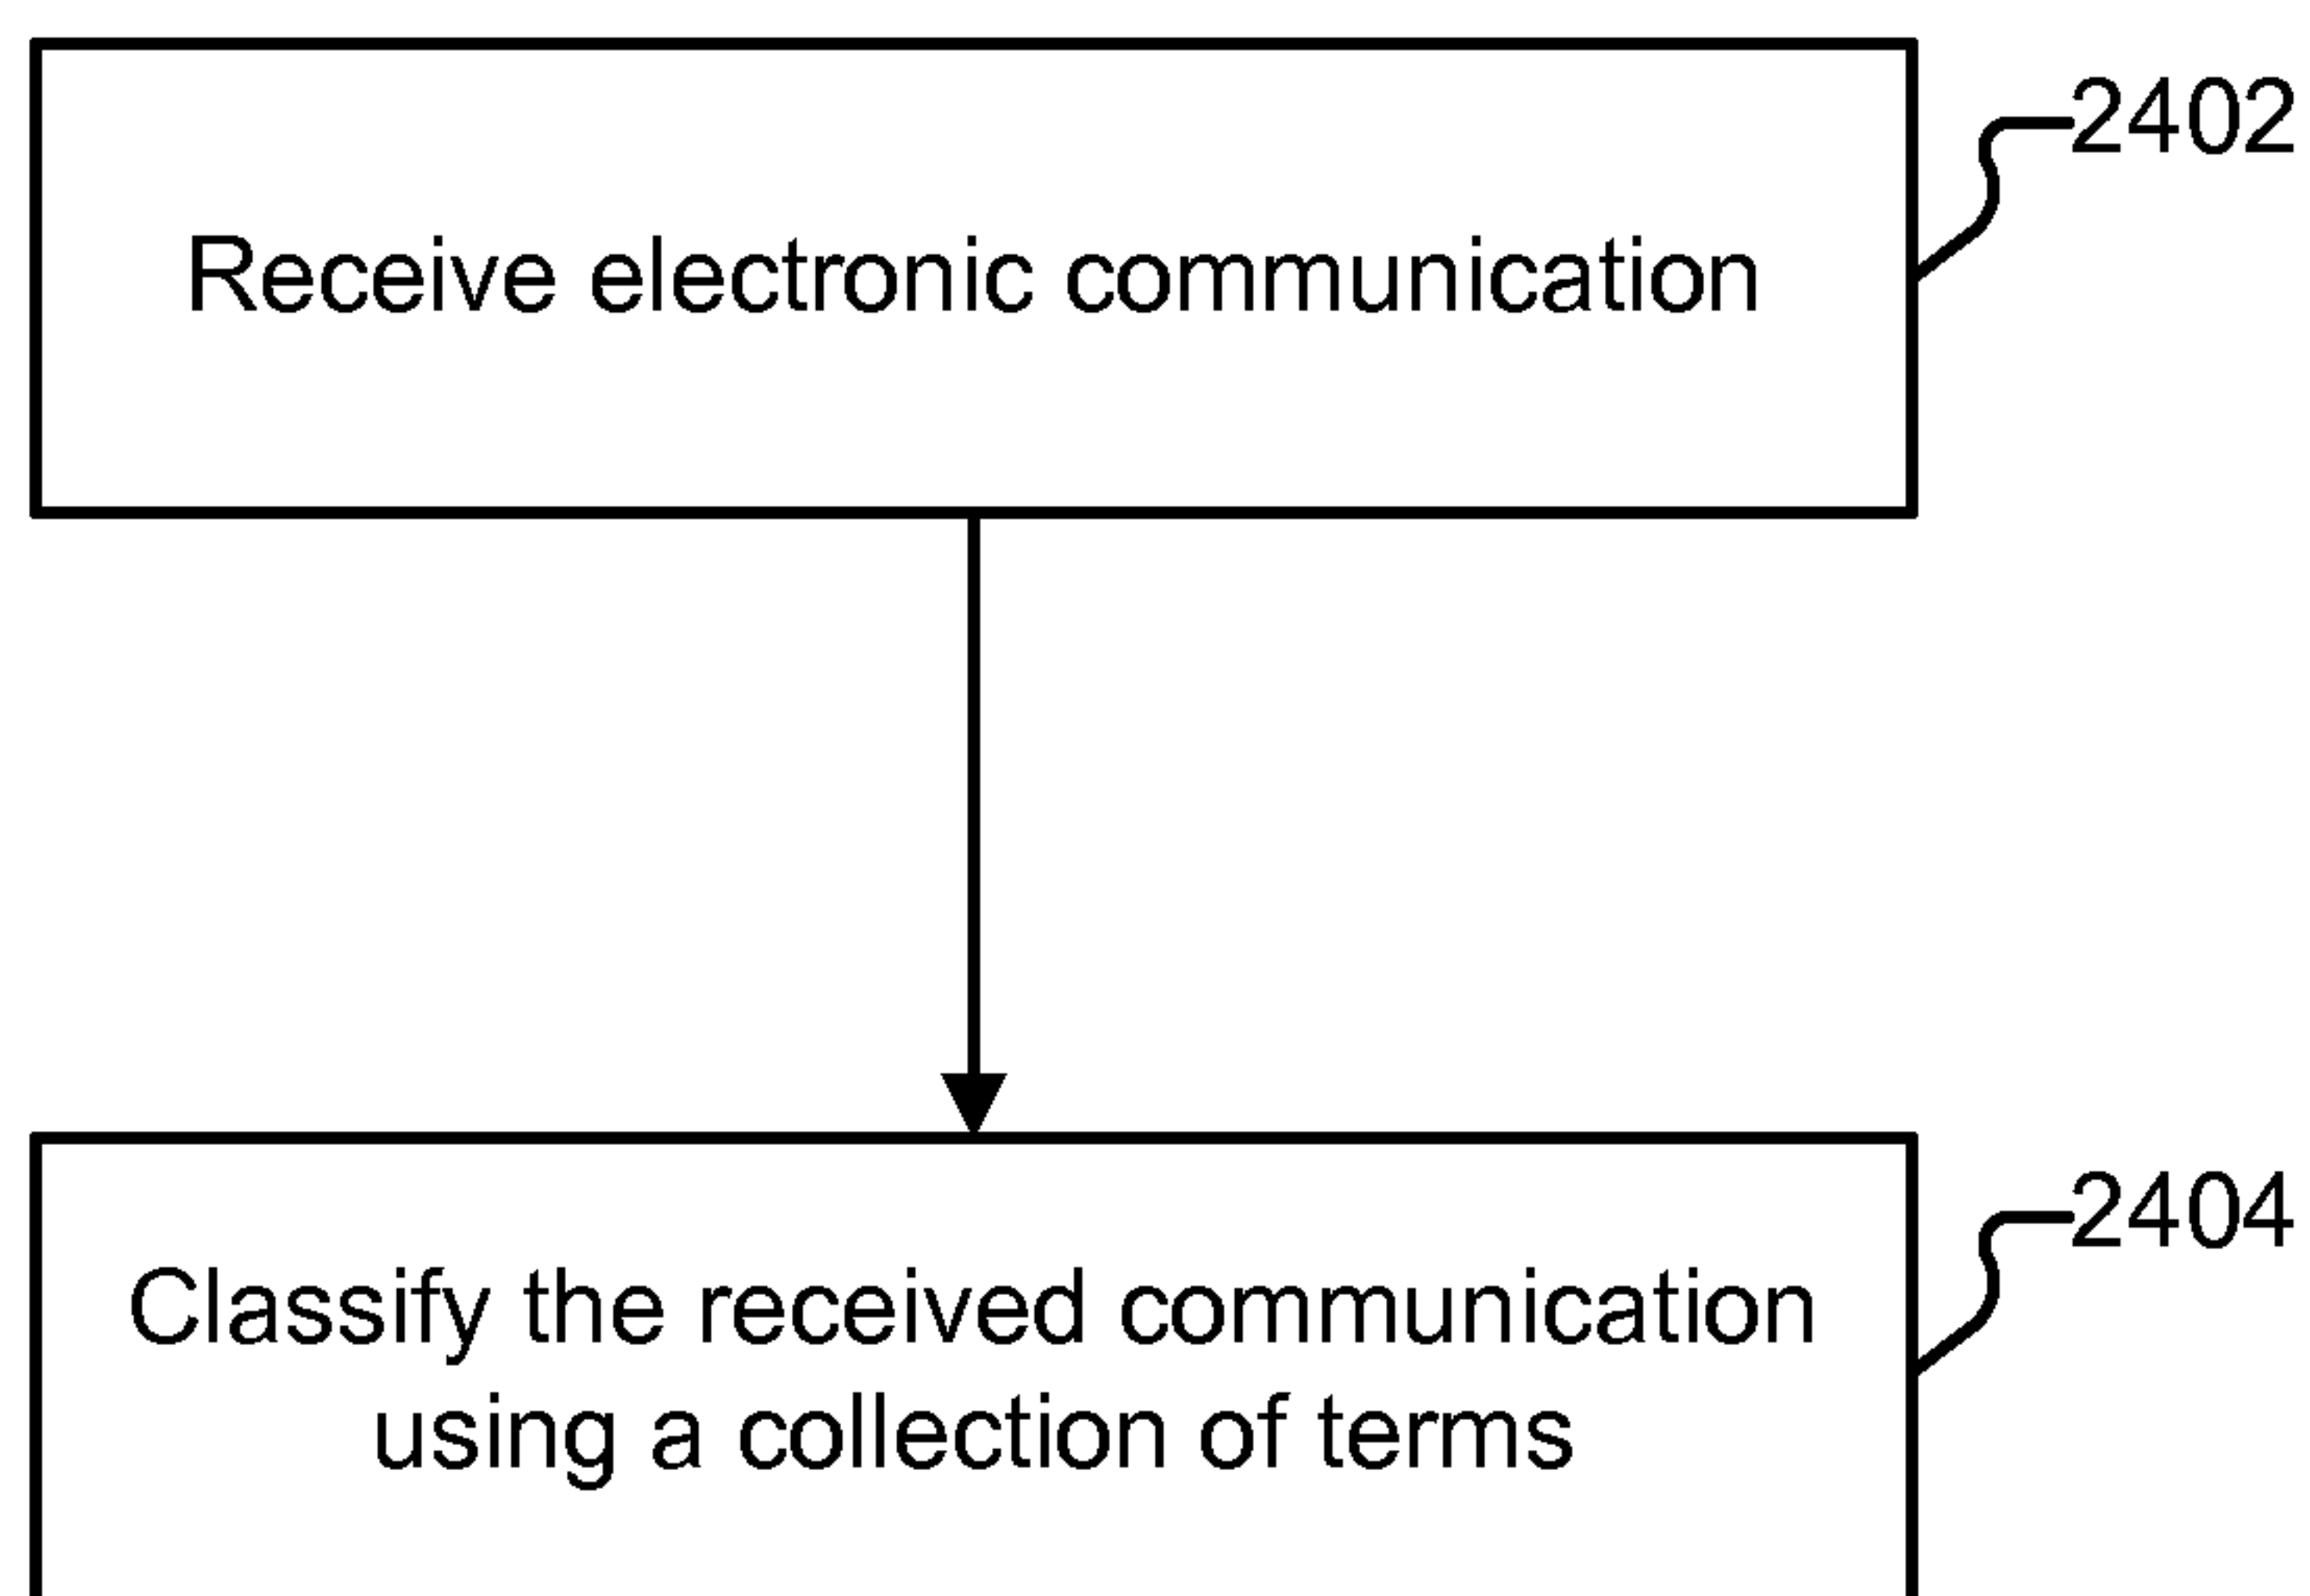 2402
Receive electronic communication
2404
Classify the received communication
using a collection of terms